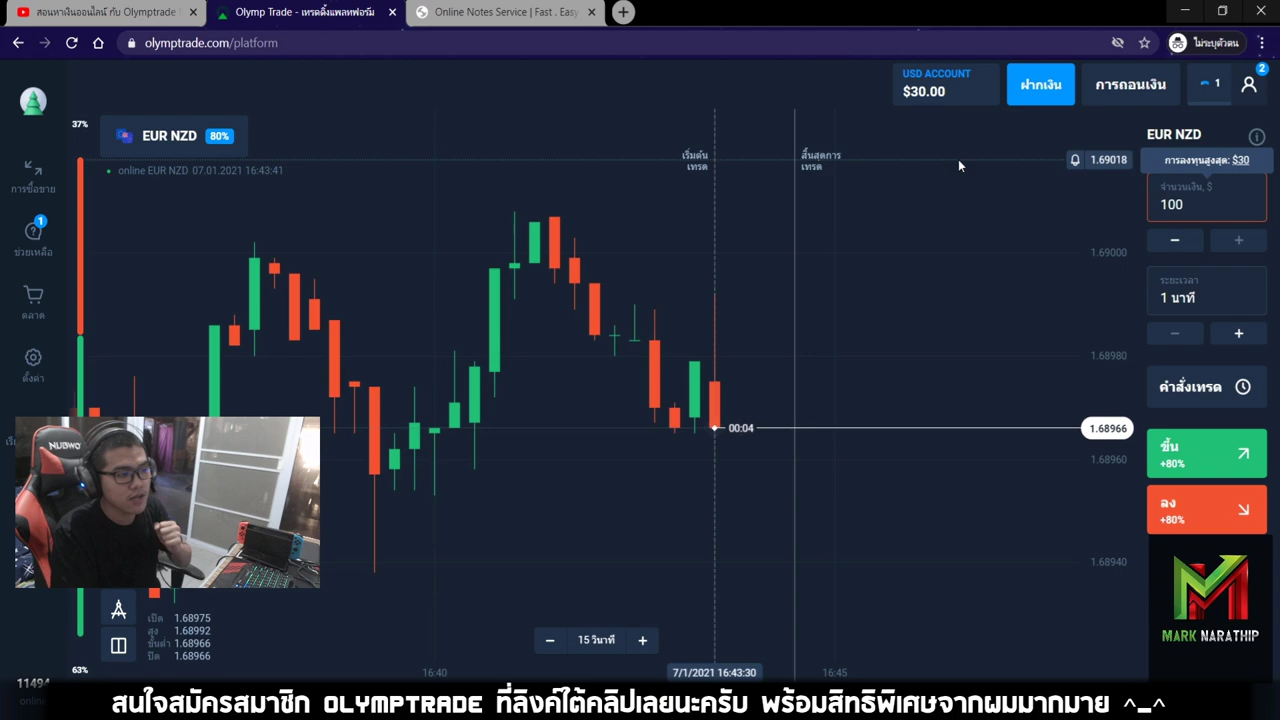 สอนหาเงินออนไลน์ กับ Olymptrade
Olymp Trade - เทรดดิ้งแพลทฟอร์ม
Online Notes Service | Fast . Easy
olymptrade.com/platform
ไม่ระบุตัวตน
USD ACCOUNT
$30.00
ฝากเงิน
การถอนเงิน
1
2
37%
EUR NZD 80%
online EUR NZD 07.01.2021 16:43:41
เริ่มต้น
เทรด
สิ้นสุดการ
เทรด
1.69018
EUR NZD
การลงทุนสูงสุด: $30
จำนวนเงิน, $
100
การซื้อขาย
1
ช่วยเหลือ
ตลาด
ตั้งค่า
1.69000
1.68980
1.68966
1.68960
1.68940
00:04
ระยะเวลา
1 นาที
คำสั่งเทรด
ขึ้น
+80%
ลง
+80%
NUBWO
เปิด 1.68975
สูง 1.68992
ขั้นต่ำ 1.68966
ปิด 1.68966
15 วินาที
63%
16:40
7/1/2021 16:43:30
16:45
11494
online
MARK NARATHIP
สนใจสมัครสมาชิก OLYMPTRADE ที่ลิงค์ใต้คลิปเลยนะครับ พร้อมสิทธิพิเศษจากผมมากมาย ^_^